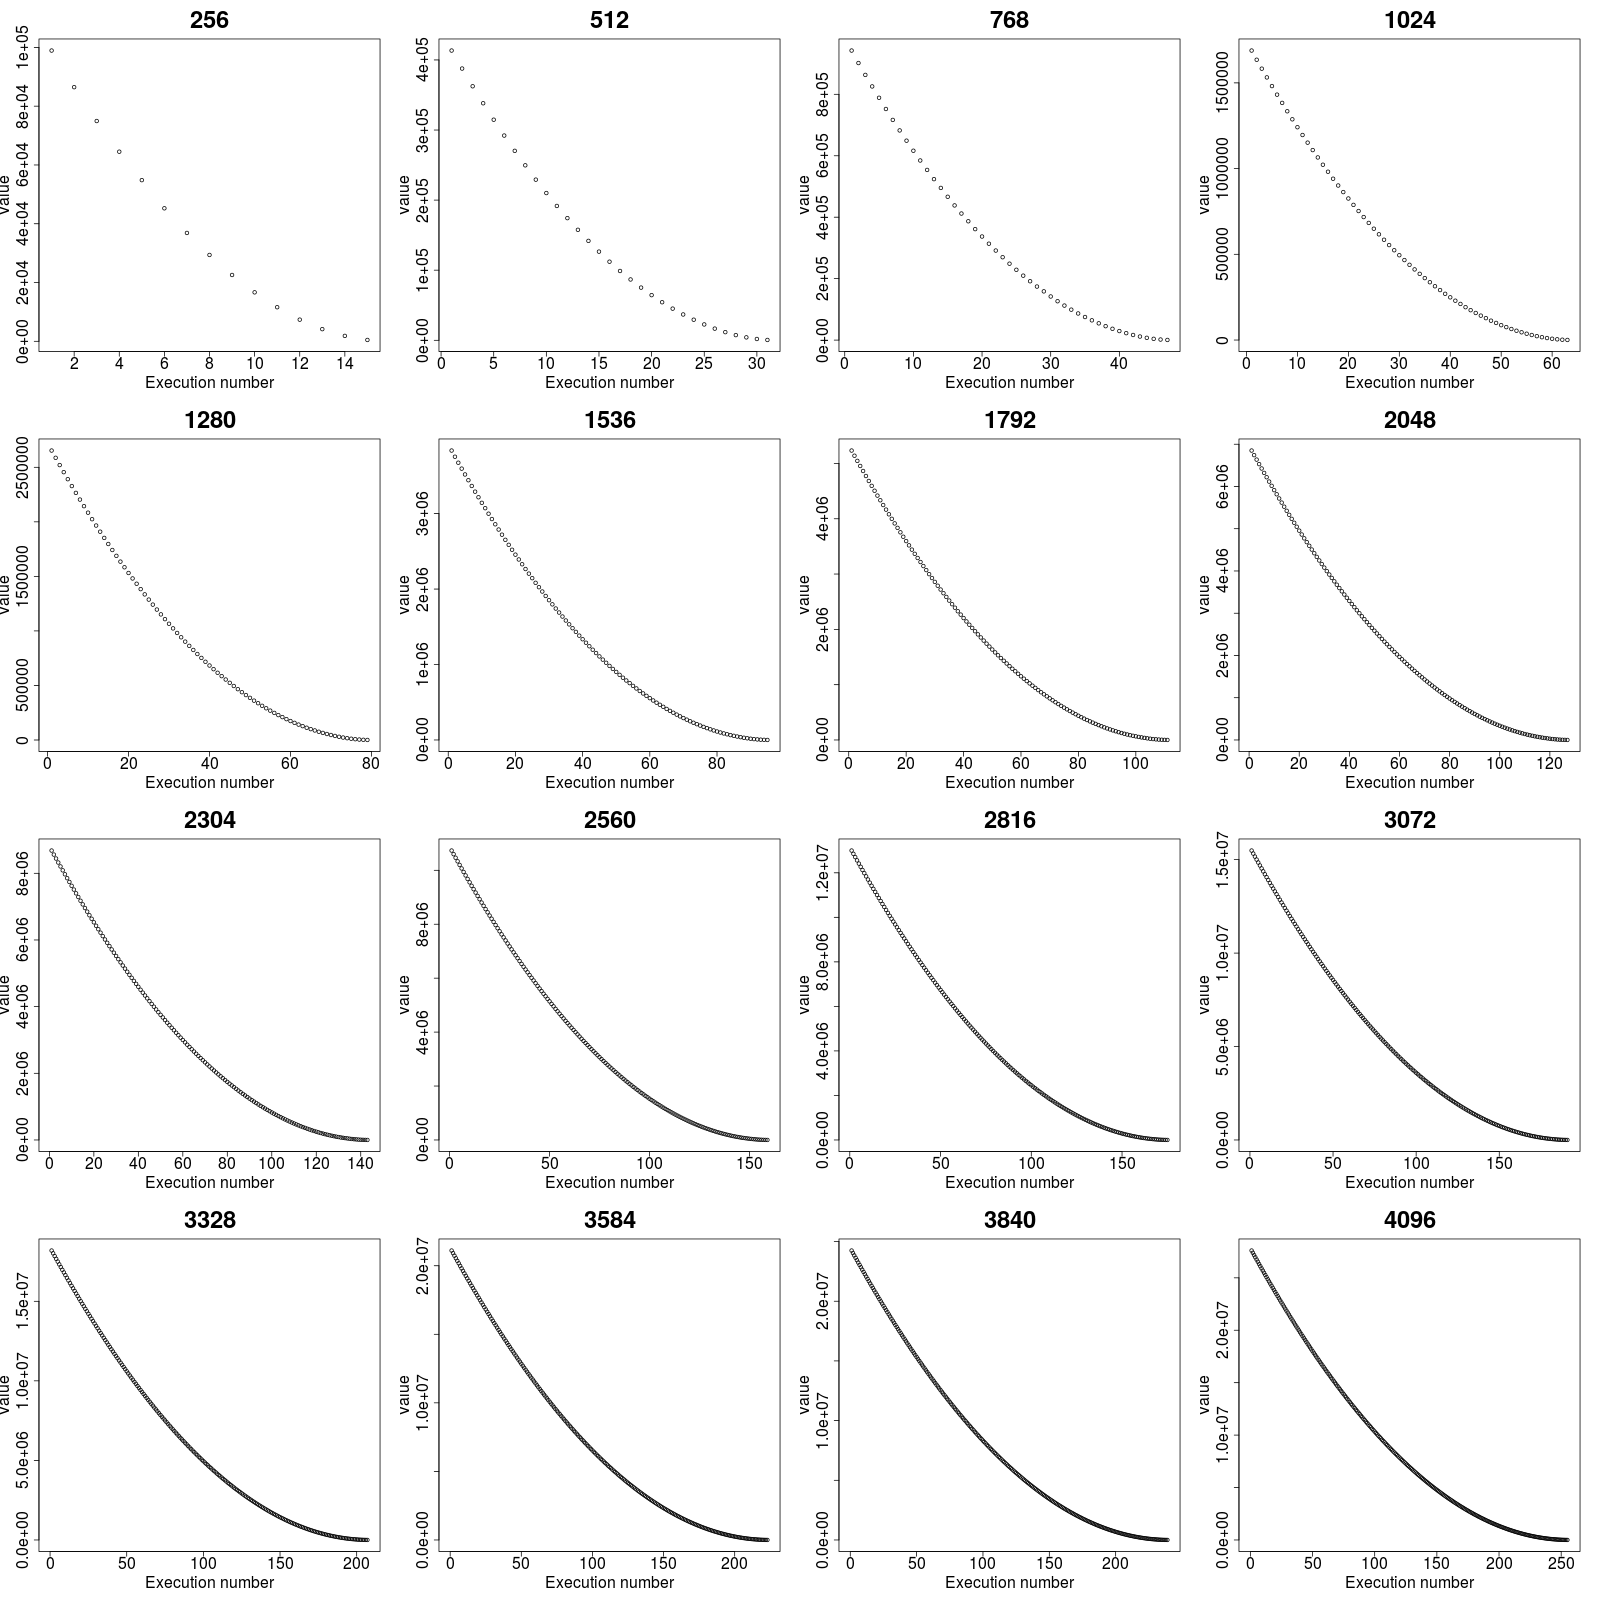 256
512
768
1024
value
0e+00 2e+04 4e+04 6e+04 8e+04 1e+05
2 4 6 8 10 12 14
Execution number
value
0e+00 1e+05 2e+05 3e+05 4e+05
0 5 10 15 20 25 30
Execution number
value
0e+00 2e+05 4e+05 6e+05 8e+05
0 10 20 30 40
Execution number
value
0 500000 1000000 1500000
0 10 20 30 40 50 60
Execution number
1280
1536
1792
2048
value
0 500000 1500000 2500000
0 20 40 60 80
Execution number
value
0e+00 1e+06 2e+06 3e+06
0 20 40 60 80
Execution number
value
0e+00 2e+06 4e+06
0 20 40 60 80 100
Execution number
value
0e+00 2e+06 4e+06 6e+06
0 20 40 60 80 100 120
Execution number
2304
2560
2816
3072
value
0e+00 2e+06 4e+06 6e+06 8e+06
0 20 40 60 80 100 120 140
Execution number
value
0e+00 4e+06 8e+06
0 50 100 150
Execution number
value
0.0e+00 4.0e+06 8.0e+06 1.2e+07
0 50 100 150
Execution number
value
0.0e+00 5.0e+06 1.0e+07 1.5e+07
0 50 100 150
Execution number
3328
3584
3840
4096
value
0.0e+00 5.0e+06 1.0e+07 1.5e+07
0 50 100 150 200
Execution number
value
0.0e+00 1.0e+07 2.0e+07
0 50 100 150 200
Execution number
value
0.0e+00 1.0e+07 2.0e+07
0 50 100 150 200
Execution number
value
0.0e+00 1.0e+07 2.0e+07
0 50 100 150 200 250
Execution number